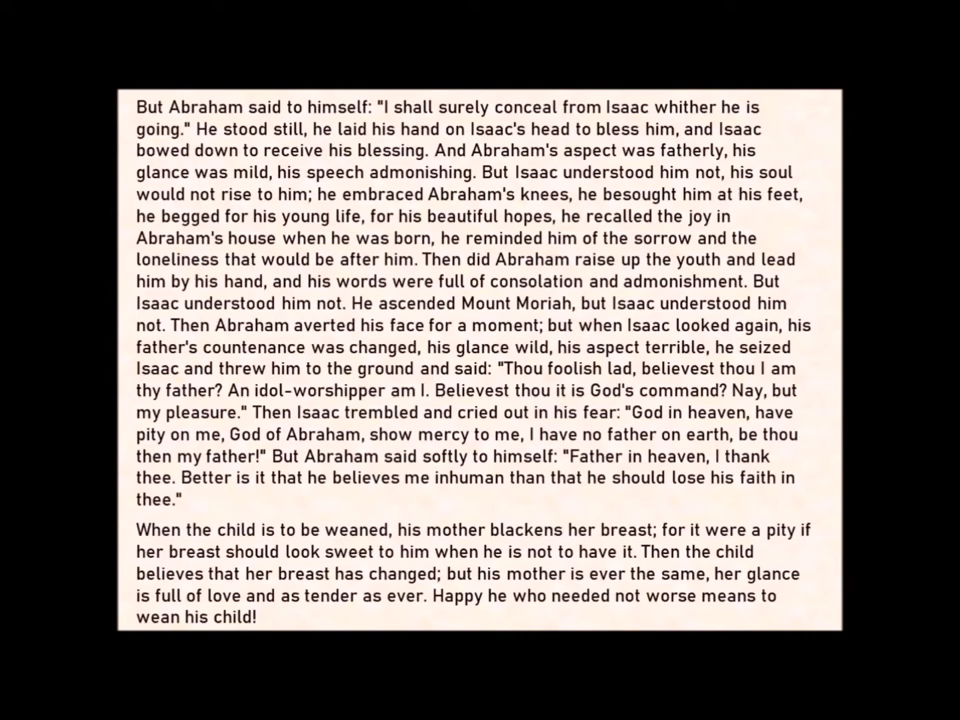 But Abraham said to himself: "I shall surely conceal from Isaac whither he is
going." He stood still, he laid his hand on Isaac's head to bless him, and Isaac
bowed down to receive his blessing. And Abraham's aspect was fatherly, his
glance was mild, his speech admonishing. But Isaac understood him not, his soul
would not rise to him; he embraced Abraham's knees, he besought him at his feet,
he begged for his young life, for his beautiful hopes, he recalled the joy in
Abraham's house when he was born, he reminded him of the sorrow and the
loneliness that would be after him. Then did Abraham raise up the youth and lead
him by his hand, and his words were full of consolation and admonishment. But
Isaac understood him not. He ascended Mount Moriah, but Isaac understood him
not. Then Abraham averted his face for a moment; but when Isaac looked again, his
father's countenance was changed, his glance wild, his aspect terrible, he seized
Isaac and threw him to the ground and said: "Thou foolish lad, believest thou I am
thy father? An idol-worshipper am I. Believest thou it is God's command? Nay, but
my pleasure." Then Isaac trembled and cried out in his fear: "God in heaven, have
pity on me, God of Abraham, show mercy to me, I have no father on earth, be thou
then my father!" But Abraham said softly to himself: "Father in heaven, I thank
thee. Better is it that he believes me inhuman than that he should lose his faith in
thee."
When the child is to be weaned, his mother blackens her breast; for it were a pity if
her breast should look sweet to him when he is not to have it. Then the child
believes that her breast has changed; but his mother is ever the same, her glance
is full of love and as tender as ever. Happy he who needed not worse means to
wean his child!